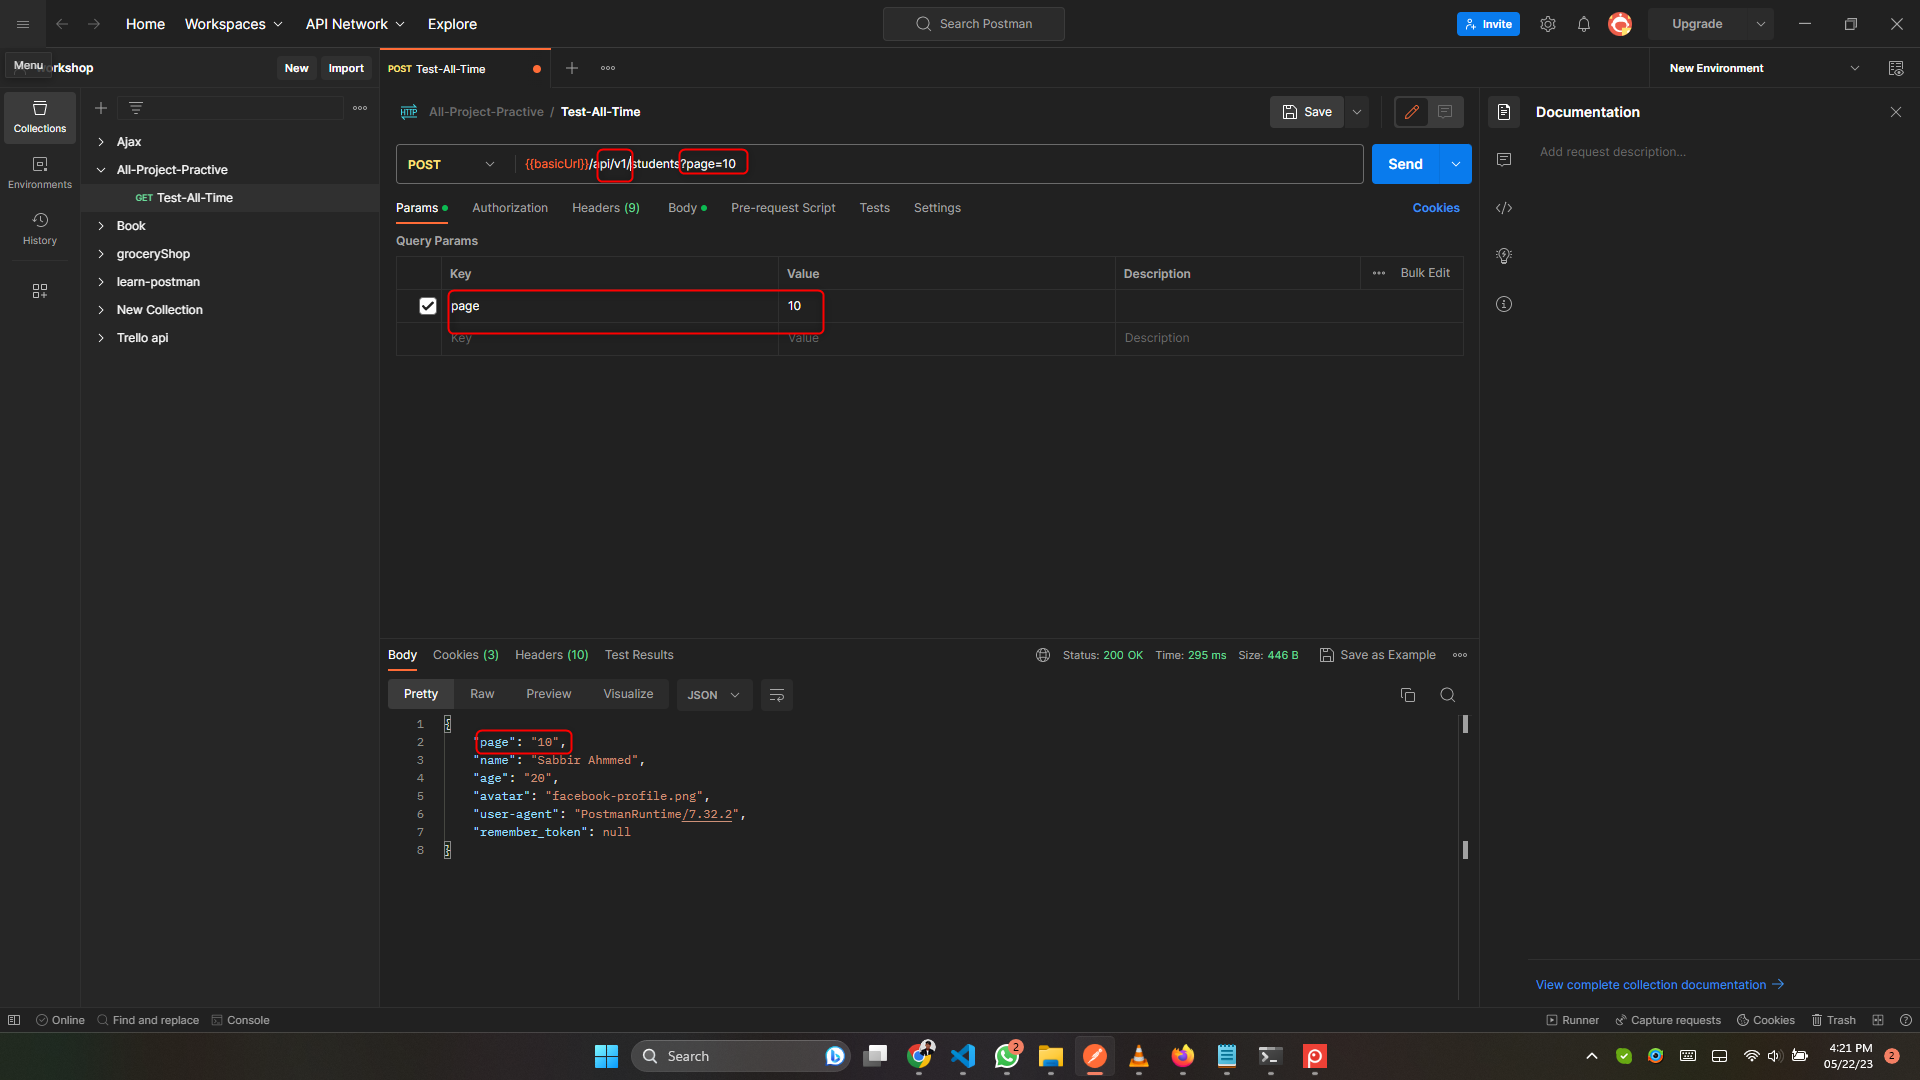 Home
Workspaces
API Network
Explore
Search Postman
Invite
Upgrade
Menu
rkshop
New
Import
POST Test-All-Time
New Environment
Collections
Environments
History
Ajax
All-Project-Practive
GET Test-All-Time
Book
groceryShop
learn-postman
New Collection
Trello api
HTTP
All-Project-Practive / Test-All-Time
Save
POST
{{basicUrl}}/api/v1/students?page=10
Send
Params
Authorization
Headers (9)
Body
Pre-request Script
Tests
Settings
Cookies
Query Params
Key
Value
Description
Bulk Edit
page
10
Key
Value
Description
Documentation
Add request description...
View complete collection documentation
Body
Cookies (3)
Headers (10)
Test Results
Status: 200 OK
Time: 295 ms
Size: 446 B
Save as Example
Pretty
Raw
Preview
Visualize
JSON
1 {
2 "page": "10",
3 "name": "Sabbir Ahmmed",
4 "age": "20",
5 "avatar": "facebook-profile.png",
6 "user-agent": "PostmanRuntime/7.32.2",
7 "remember_token": null
8 }
Online
Find and replace
Console
Runner
Capture requests
Cookies
Trash
Search
2
4:21 PM
05/22/23
2